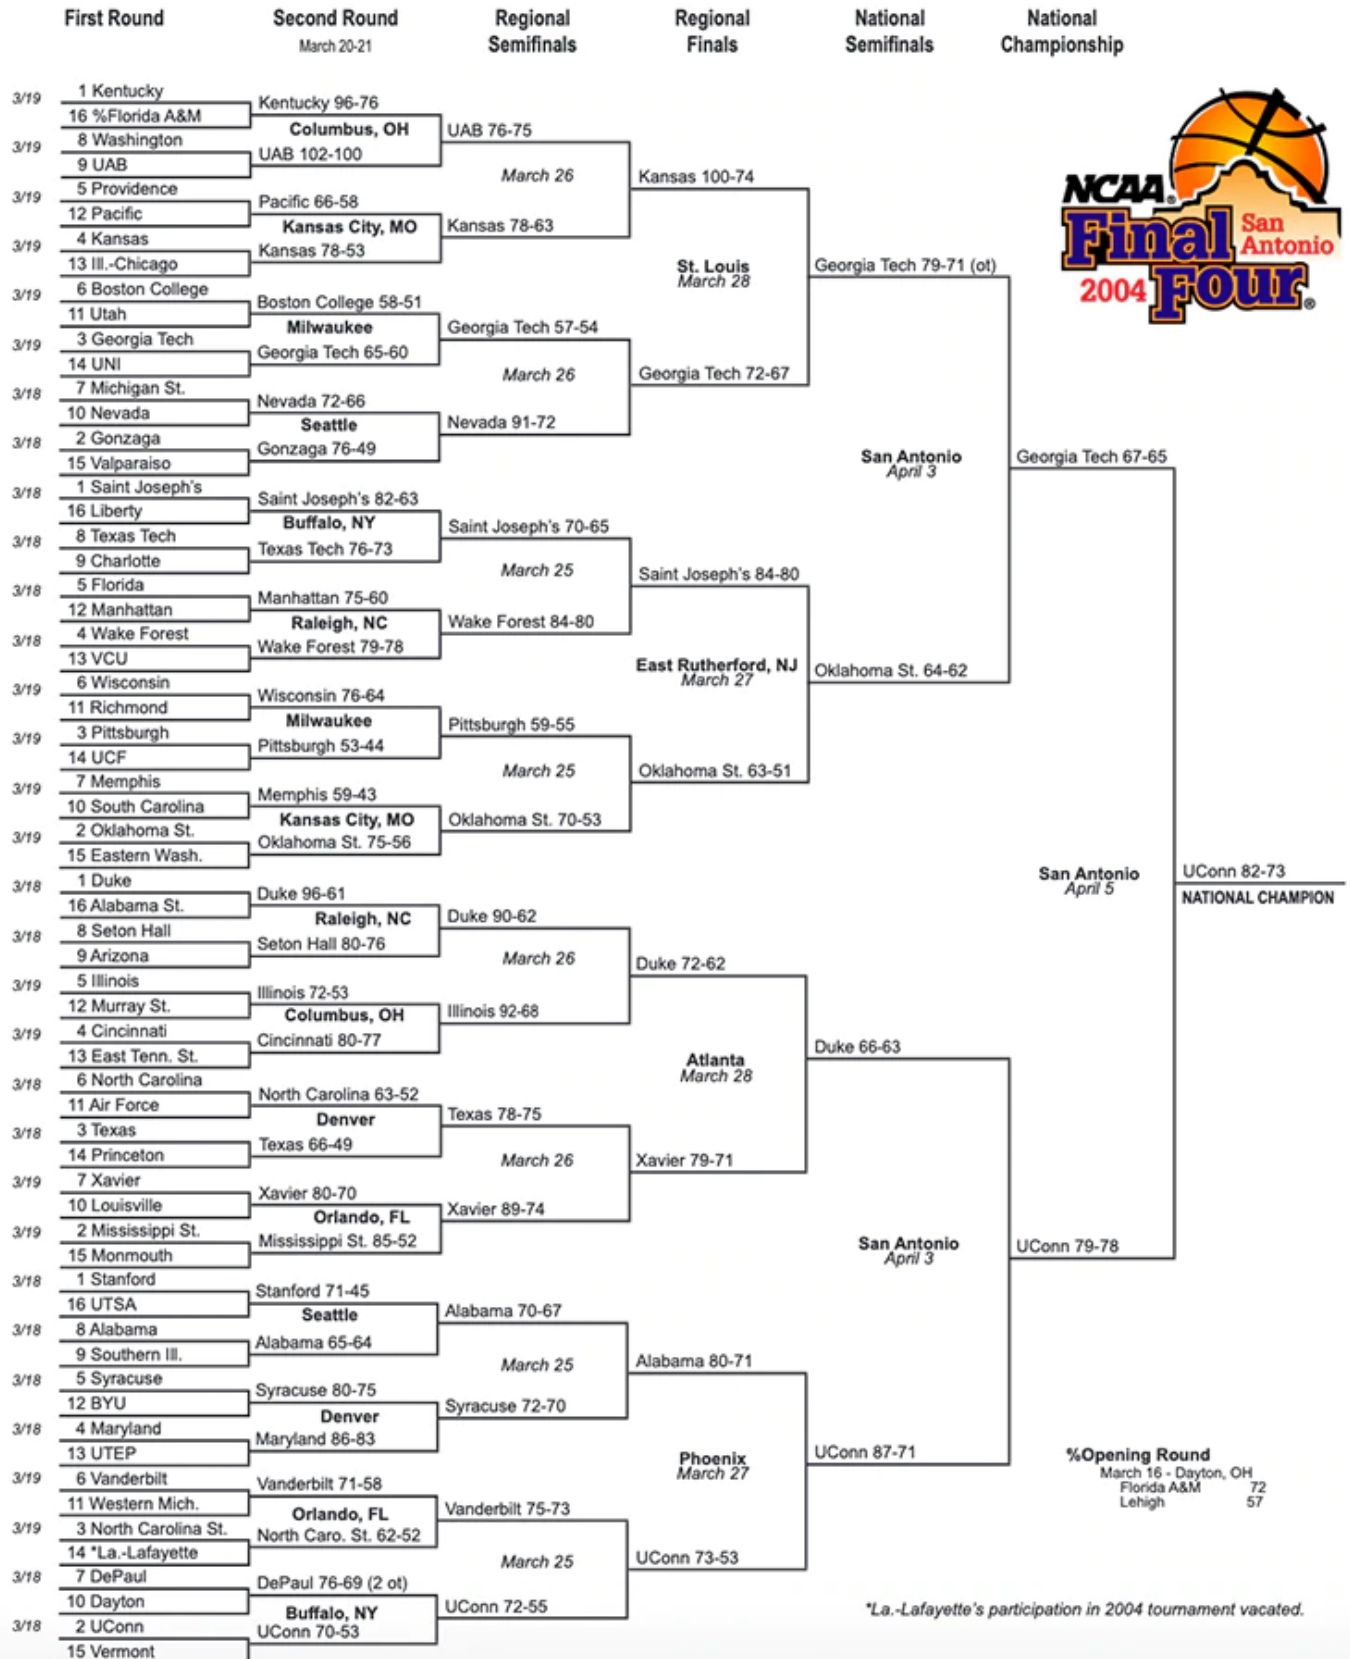 First Round
Second Round
March 20-21
Regional
Semifinals
Regional
Finals
National
Semifinals
National
Championship
3/19
1 Kentucky
16 %Florida A&M
3/19
8 Washington
9 UAB
3/19
5 Providence
12 Pacific
3/19
4 Kansas
13 Ill.-Chicago
3/19
6 Boston College
11 Utah
3/19
3 Georgia Tech
14 UNI
3/18
7 Michigan St.
10 Nevada
3/18
2 Gonzaga
15 Valparaiso
3/18
1 Saint Joseph's
16 Liberty
3/18
8 Texas Tech
9 Charlotte
3/18
5 Florida
12 Manhattan
3/18
4 Wake Forest
13 VCU
3/19
6 Wisconsin
11 Richmond
3/19
3 Pittsburgh
14 UCF
3/19
7 Memphis
10 South Carolina
3/19
2 Oklahoma St.
15 Eastern Wash.
3/18
1 Duke
16 Alabama St.
3/18
8 Seton Hall
9 Arizona
3/19
5 Illinois
12 Murray St.
3/19
4 Cincinnati
13 East Tenn. St.
3/18
6 North Carolina
11 Air Force
3/18
3 Texas
14 Princeton
3/19
7 Xavier
10 Louisville
3/19
2 Mississippi St.
15 Monmouth
3/18
1 Stanford
16 UTSA
3/18
8 Alabama
9 Southern Ill.
3/18
5 Syracuse
12 BYU
3/18
4 Maryland
13 UTEP
3/19
6 Vanderbilt
11 Western Mich.
3/19
3 North Carolina St.
14 *La.-Lafayette
3/18
7 DePaul
10 Dayton
3/18
2 UConn
15 Vermont
Kentucky 96-76
Columbus, OH
UAB 102-100
Pacific 66-58
Kansas City, MO
Kansas 78-53
Boston College 58-51
Milwaukee
Georgia Tech 65-60
Nevada 72-66
Seattle
Gonzaga 76-49
Saint Joseph's 82-63
Buffalo, NY
Texas Tech 76-73
Manhattan 75-60
Raleigh, NC
Wake Forest 79-78
Wisconsin 76-64
Milwaukee
Pittsburgh 53-44
Memphis 59-43
Kansas City, MO
Oklahoma St. 75-56
Duke 96-61
Raleigh, NC
Seton Hall 80-76
Illinois 72-53
Columbus, OH
Cincinnati 80-77
North Carolina 63-52
Denver
Texas 66-49
Xavier 80-70
Orlando, FL
Mississippi St. 85-52
Stanford 71-45
Seattle
Alabama 65-64
Syracuse 80-75
Denver
Maryland 86-83
Vanderbilt 71-58
Orlando, FL
North Caro. St. 62-52
DePaul 76-69 (2 ot)
Buffalo, NY
UConn 70-53
UAB 76-75
March 26
Kansas 78-63
Georgia Tech 57-54
March 26
Nevada 91-72
Saint Joseph's 70-65
March 25
Wake Forest 84-80
Pittsburgh 59-55
March 25
Oklahoma St. 70-53
Duke 90-62
March 26
Illinois 92-68
Texas 78-75
March 26
Xavier 89-74
Alabama 70-67
March 25
Syracuse 72-70
Vanderbilt 75-73
March 25
UConn 72-55
Kansas 100-74
St. Louis
March 28
Georgia Tech 72-67
Saint Joseph's 84-80
East Rutherford, NJ
March 27
Oklahoma St. 63-51
Duke 72-62
Atlanta
March 28
Xavier 79-71
Alabama 80-71
Phoenix
March 27
UConn 73-53
Georgia Tech 79-71 (ot)
San Antonio
April 3
Oklahoma St. 64-62
Duke 66-63
San Antonio
April 3
UConn 87-71
Georgia Tech 67-65
San Antonio
April 5
UConn 79-78
UConn 82-73
NATIONAL CHAMPION
NCAA®
Final
San
Antonio
2004
Four®
%Opening Round
March 16 - Dayton, OH
Florida A&M 72
Lehigh 57
*La.-Lafayette's participation in 2004 tournament vacated.